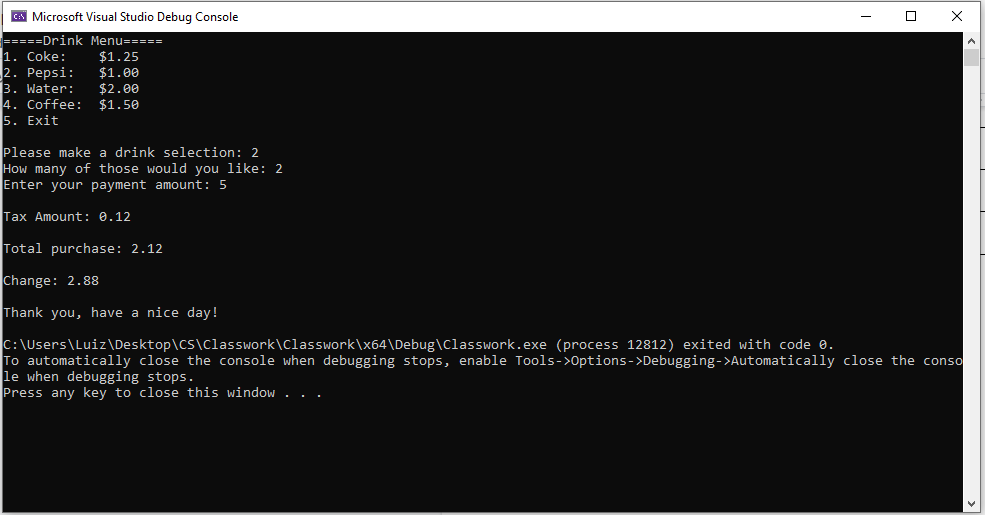 Microsoft Visual Studio Debug Console
=====Drink Menu=====
1. Coke:    $1.25
2. Pepsi:   $1.00
3. Water:   $2.00
4. Coffee:  $1.50
5. Exit
Please make a drink selection: 2
How many of those would you like: 2
Enter your payment amount: 5
Tax Amount: 0.12
Total purchase: 2.12
Change: 2.88
Thank you, have a nice day!
C:\Users\Luiz\Desktop\CS\Classwork\Classwork\x64\Debug\Classwork.exe (process 12812) exited with code 0.
To automatically close the console when debugging stops, enable Tools->Options->Debugging->Automatically close the conso
le when debugging stops.
Press any key to close this window . . .